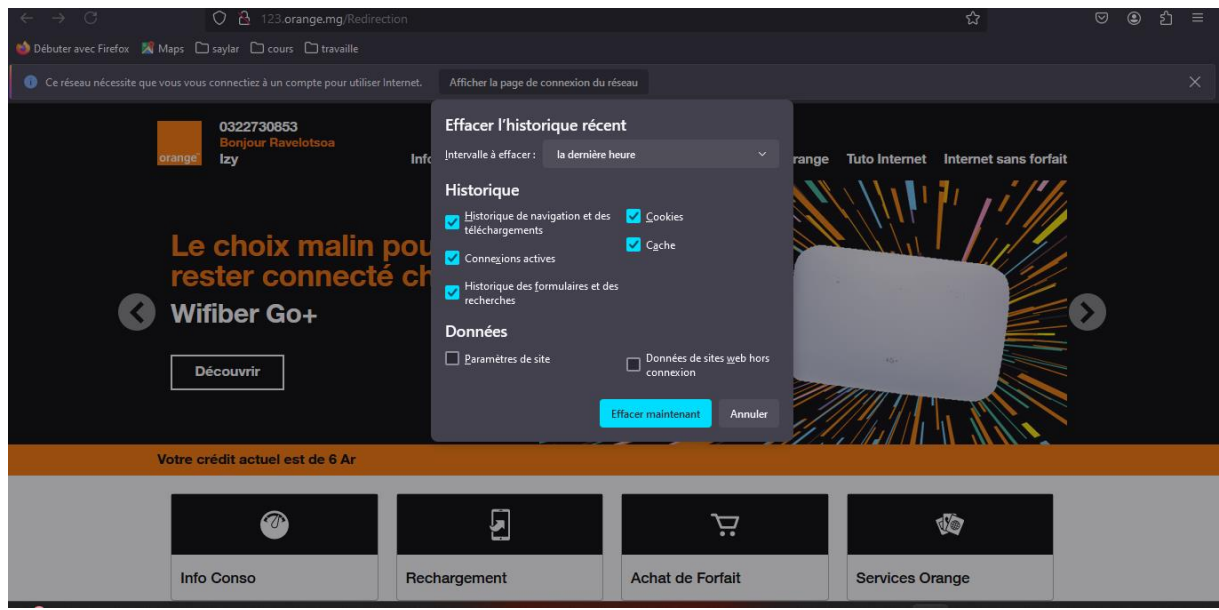 123.orange.mg/Redirection
Débuter avec Firefox Maps saylar cours travaille
Ce réseau nécessite que vous vous connectiez à un compte pour utiliser Internet. Afficher la page de connexion du réseau
0322730853
Bonjour Ravelotsoa
orange Izy
Effacer l'historique récent
Intervalle à effacer : la dernière heure
Tuto Internet Internet sans forfait
Historique
Historique de navigation et des
téléchargements
Cookies
Cache
Connexions actives
Historique des formulaires et des
recherches
Données
Paramètres de site
Données de sites web hors
connexion
Effacer maintenant Annuler
Le choix malin
rester connecté
Wifiber Go+
Découvrir
Votre crédit actuel est de 6 Ar
Info Conso Rechargement Achat de Forfait Services Orange